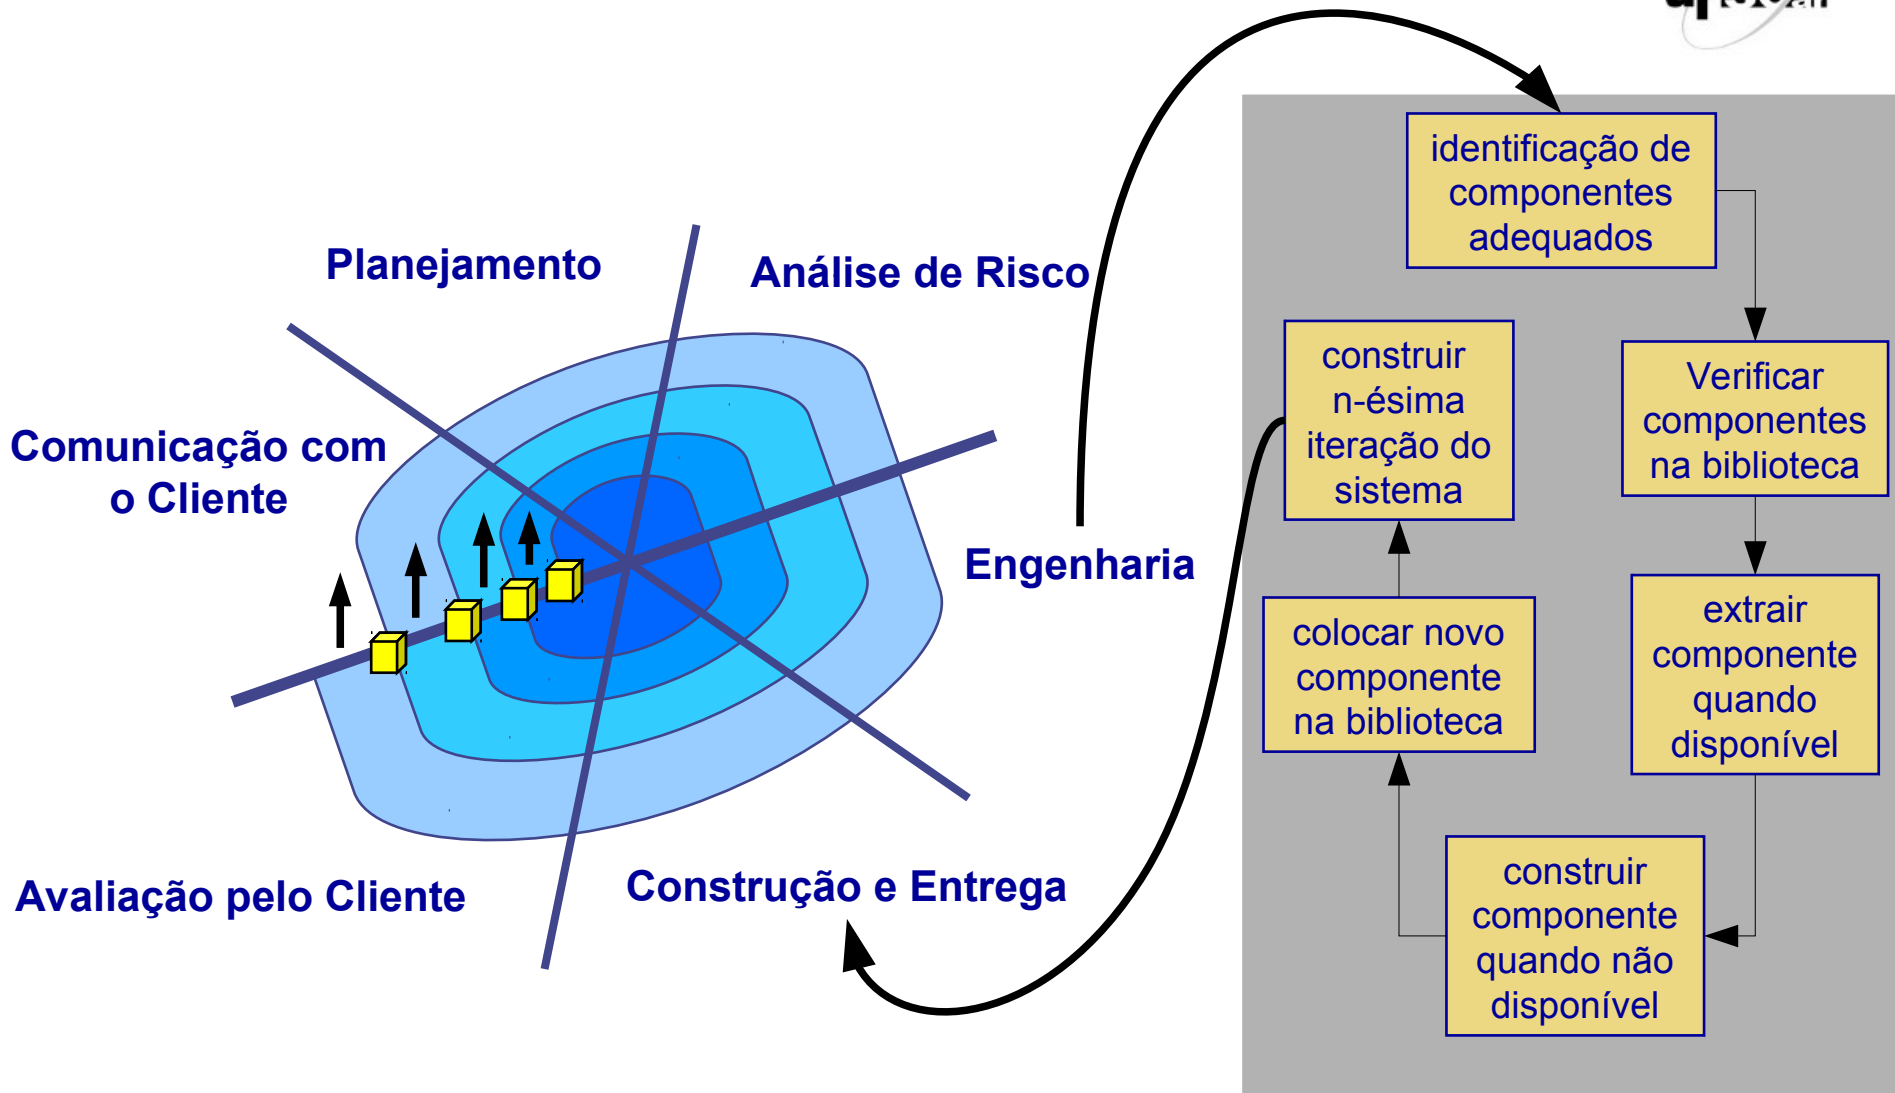 Planejamento
Análise de Risco
Comunicação com
o Cliente
Engenharia
Avaliação pelo Cliente
Construção e Entrega
identificação de
componentes
adequados
Verificar
componentes
na biblioteca
extrair
componente
quando
disponível
construir
componente
quando não
disponível
colocar novo
componente
na biblioteca
construir
n-ésima
iteração do
sistema